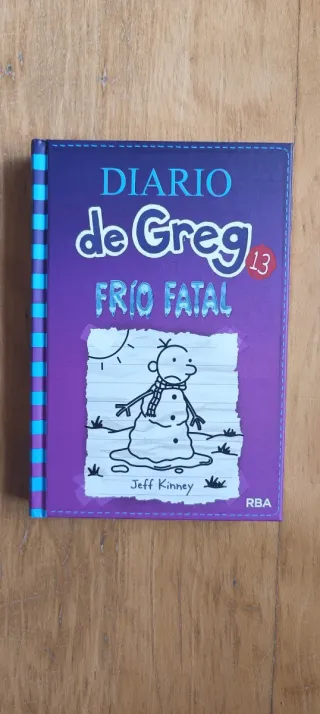 DIARIO
de Greg
13
FRÍO FATAL
Jeff Kinney
RBA